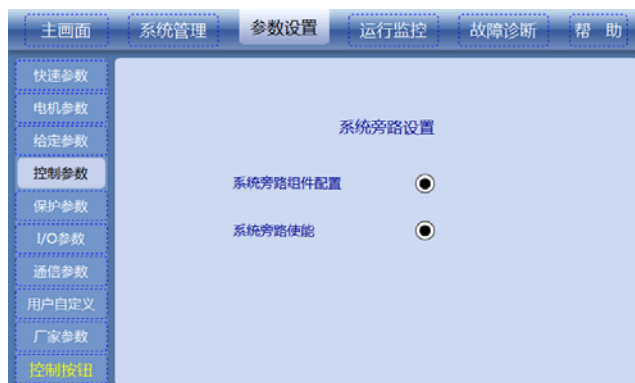 主画面 系统管理 参数设置 运行监控 故障诊断 帮 助
快速参数
电机参数
给定参数
控制参数
保护参数
I/O参数
通信参数
用户自定义
厂家参数
控制按钮
系统旁路设置
系统旁路组件配置
系统旁路使能